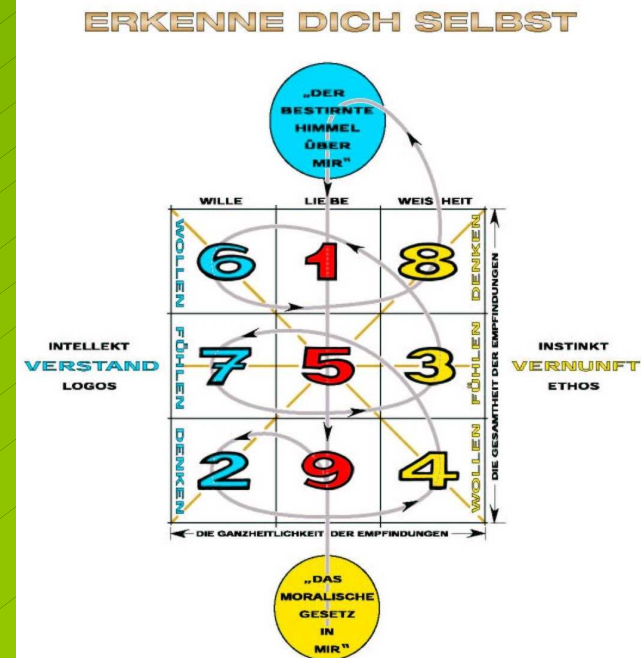 ERKENNE DICH SELBST
„DER
BESTIRNTE
HIMMEL
ÜBER
MIR"
WILLE LIEBE WEISHEIT
WOLLEN 6 1 8 DENKEN
FÜHLEN 7 5 3 FÜHLEN
DENKEN 2 9 4 WOLLEN
DIE GESAMTHEIT DER EMPFINDUNGEN
INTELLEKT
VERSTAND
LOGOS
INSTINKT
VERNUNFT
ETHOS
DIE GANZHEITLICHKEIT DER EMPFINDUNGEN
„DAS
MORALISCHE
GESETZ
IN
MIR"